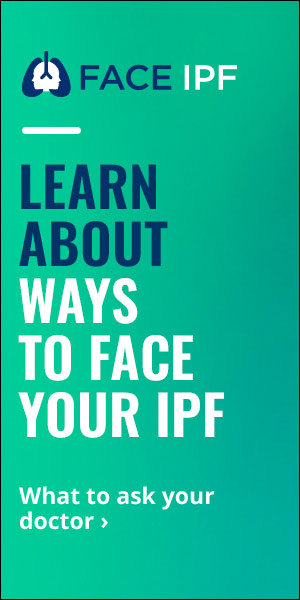 FACE IPF
LEARN
ABOUT
WAYS
TO FACE
YOUR IPF
What to ask your
doctor ›